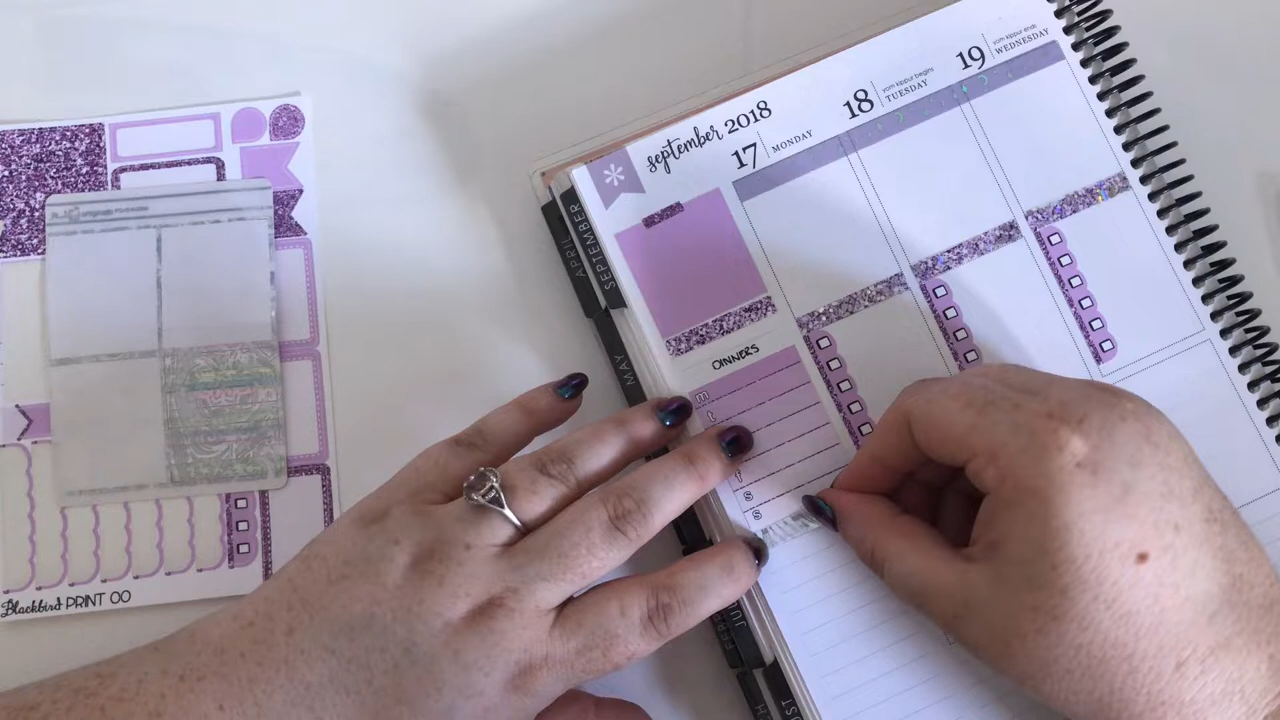 september 2018
17 MONDAY
18 yom kippur begins
TUESDAY
19 yom kippur ends
WEDNESDAY
APRIL
SEPTEMBER
MAY
DINNERS
m
t
f
s
s
Blackbird PRINT CO